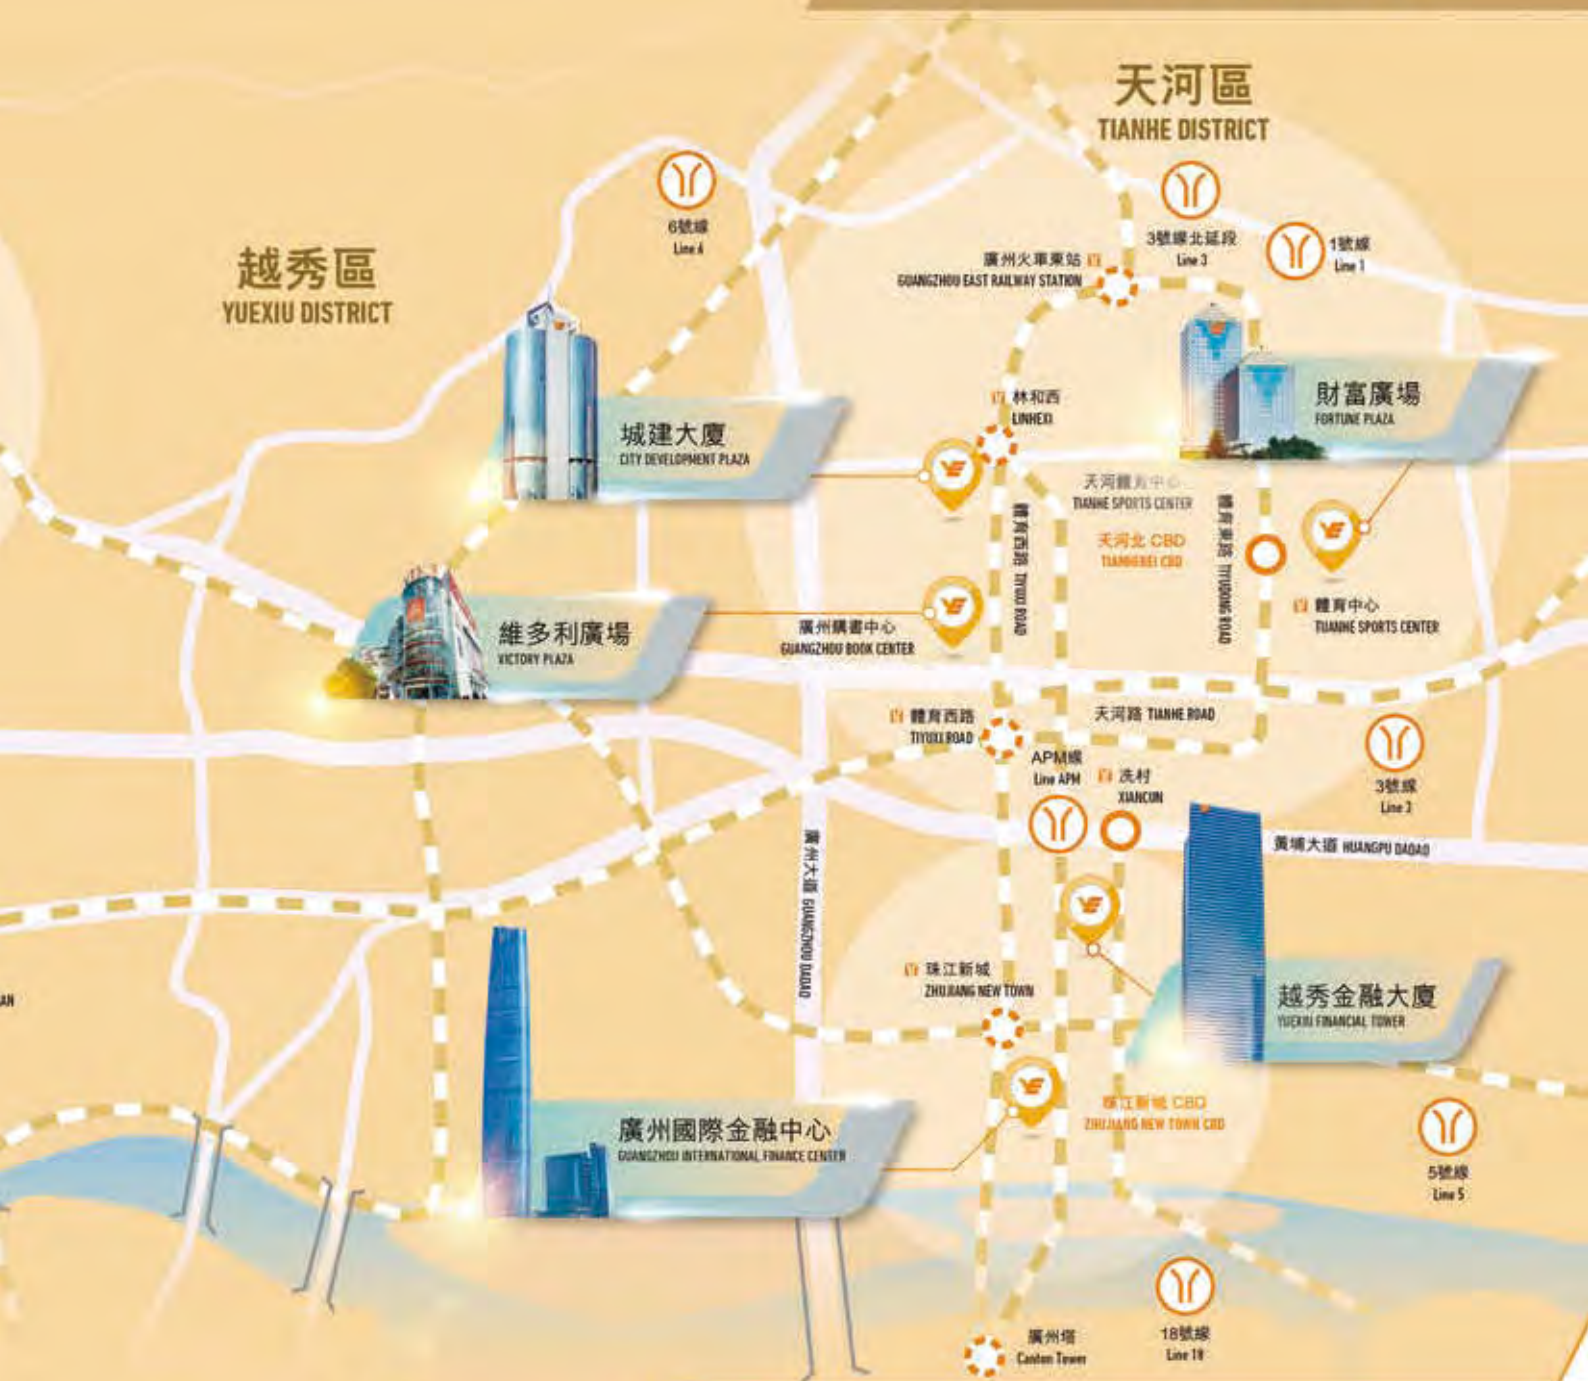 天河區
TIANHE DISTRICT
6號線
Line 6
3號線北延段
Line 3
1號線
Line 1
越秀區
YUEXIU DISTRICT
廣州火車東站
GUANGZHOU EAST RAILWAY STATION
林和西
LINHEXI
財富廣場
FORTUNE PLAZA
城建大廈
CITY DEVELOPMENT PLAZA
天河體育中心
TIANHE SPORTS CENTER
天河北 CBD
TIANHEBEI CBD
體育西路 TIYUXI ROAD
體育東路 TIYUDONG ROAD
體育中心
TIANHE SPORTS CENTER
維多利廣場
VICTORY PLAZA
廣州購書中心
GUANGZHOU BOOK CENTER
體育西路
TIYUXI ROAD
天河路 TIANHE ROAD
APM線
Line APM
冼村
XIANCUN
3號線
Line 3
黃埔大道 HUANGPU DADAO
廣州大道 GUANGZHOU DADAO
珠江新城
ZHUJIANG NEW TOWN
越秀金融大廈
YUEXIU FINANCIAL TOWER
AN
珠江新城 CBD
ZHUJIANG NEW TOWN CBD
廣州國際金融中心
GUANGZHOU INTERNATIONAL FINANCE CENTER
5號線
Line 5
18號線
Line 18
廣州塔
Canton Tower